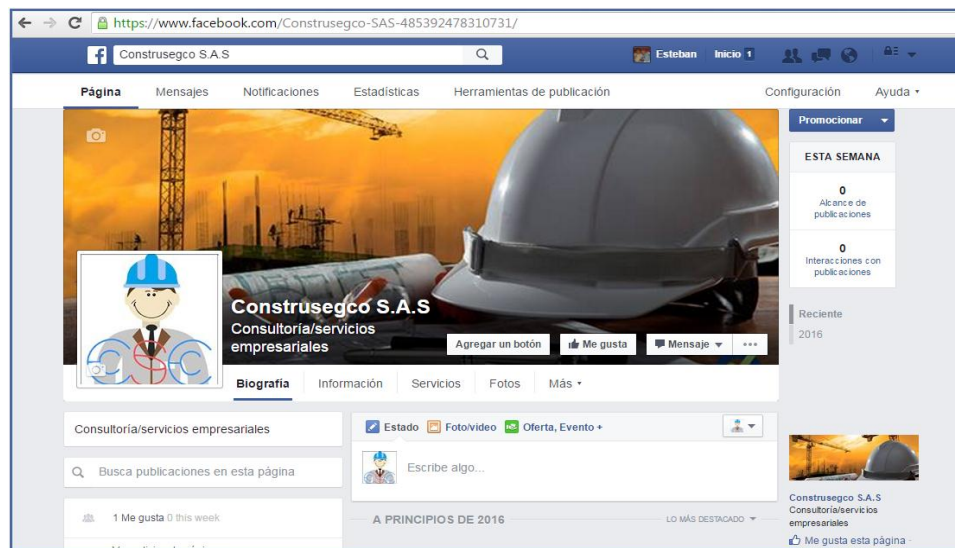 https://www.facebook.com/Construsegco-SAS-485392478310731/
Construsegco S.A.S
Esteban Inicio 1
Página Mensajes Notificaciones Estadísticas Herramientas de publicación Configuración Ayuda
Promocionar
ESTA SEMANA
0
Alcance de
publicaciones
0
Interacciones con
publicaciones
Reciente
2016
CSC
Construsegco S.A.S
Consultoría/servicios
empresariales
Agregar un botón Me gusta Mensaje
Biografía Información Servicios Fotos Más
Consultoría/servicios empresariales
Busca publicaciones en esta página
1 Me gusta 0 this week
Estado Foto/video Oferta, Evento +
Escribe algo...
A PRINCIPIOS DE 2016 LO MÁS DESTACADO
Construsegco S.A.S
Consultoría/servicios
empresariales
Me gusta esta página ·